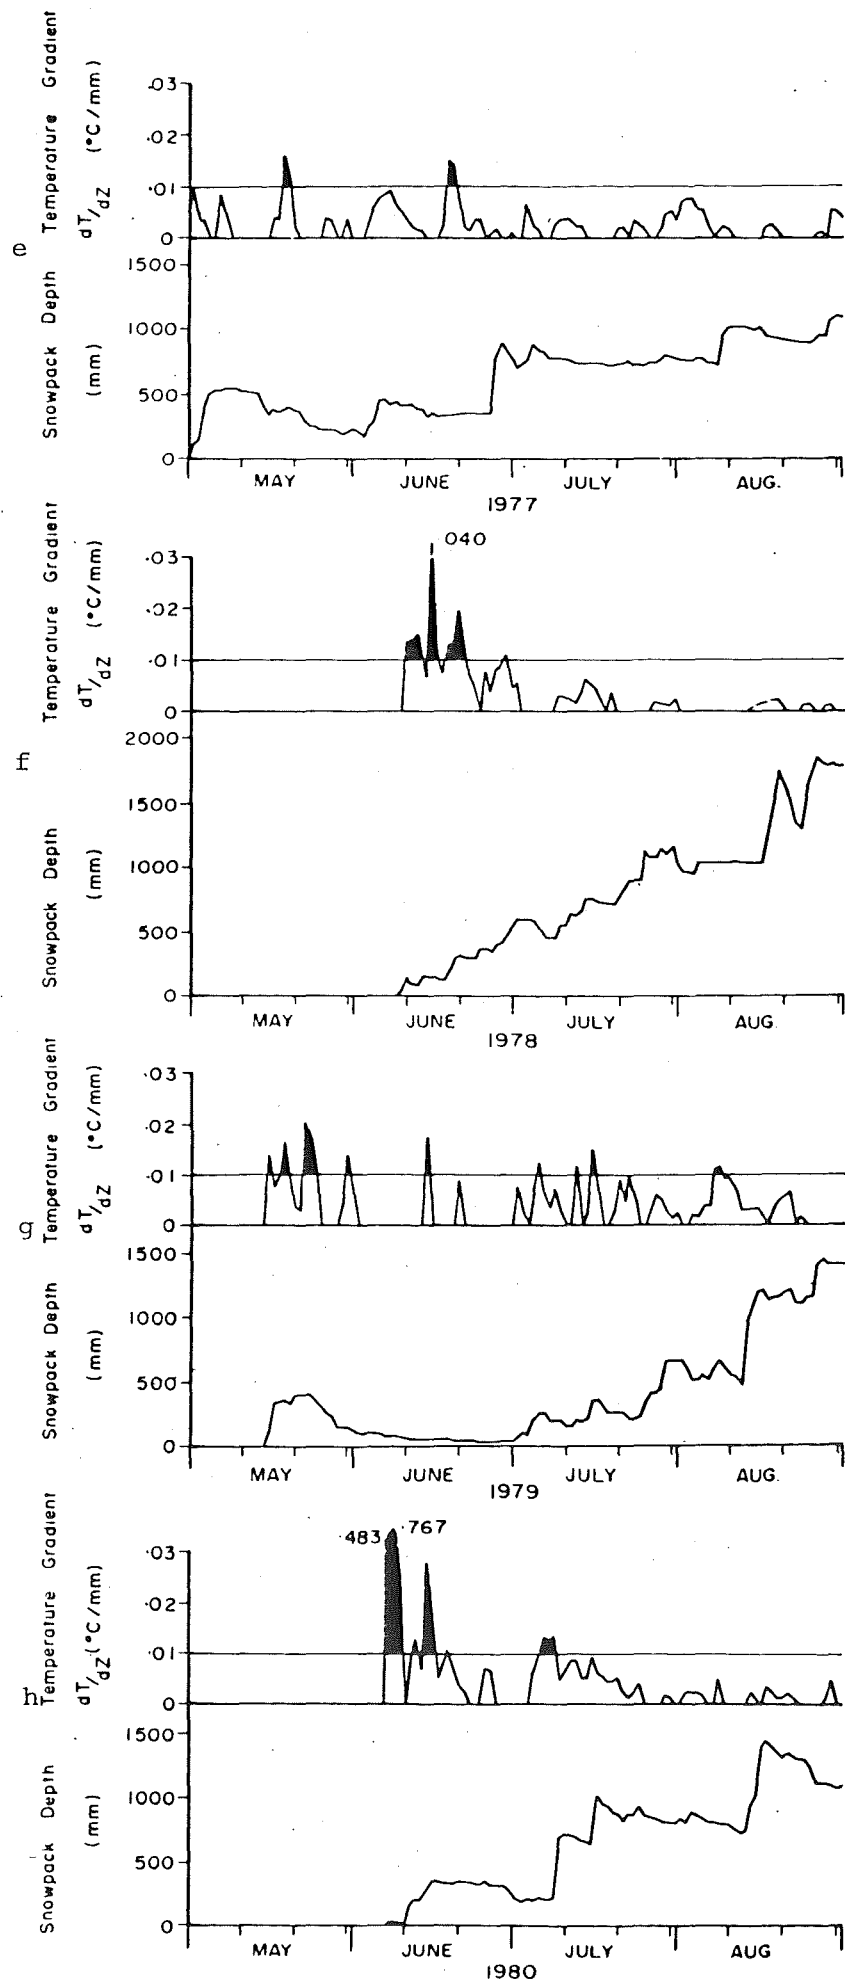 Temperature Gradient
dT/dZ (°C/mm)
.03
.02
.01
0
e
Snowpack Depth
(mm)
1500
1000
500
0
MAY JUNE JULY AUG.
1977
Temperature Gradient
dT/dZ (°C/mm)
040
.03
.02
.01
0
f
Snowpack Depth
(mm)
2000
1500
1000
500
0
MAY JUNE JULY AUG.
1978
Temperature Gradient
dT/dZ (°C/mm)
.03
.02
.01
0
g
Snowpack Depth
(mm)
1500
1000
500
0
MAY JUNE JULY AUG.
1979
Temperature Gradient
dT/dZ (°C/mm)
.483 .767
.03
.02
.01
0
h
Snowpack Depth
(mm)
1500
1000
500
0
MAY JUNE JULY AUG
1980